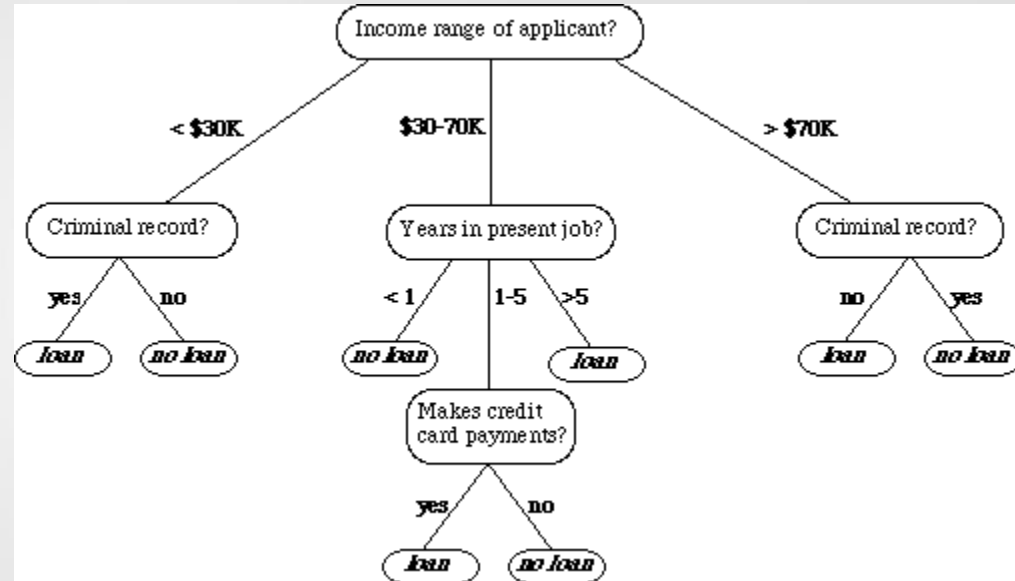 Income range of applicant?
< $30K
$30-70K
> $70K
Criminal record?
Years in present job?
Criminal record?
yes
no
< 1
1-5
>5
no
yes
loan
no loan
no loan
loan
loan
no loan
Makes credit
card payments?
yes
no
loan
no loan